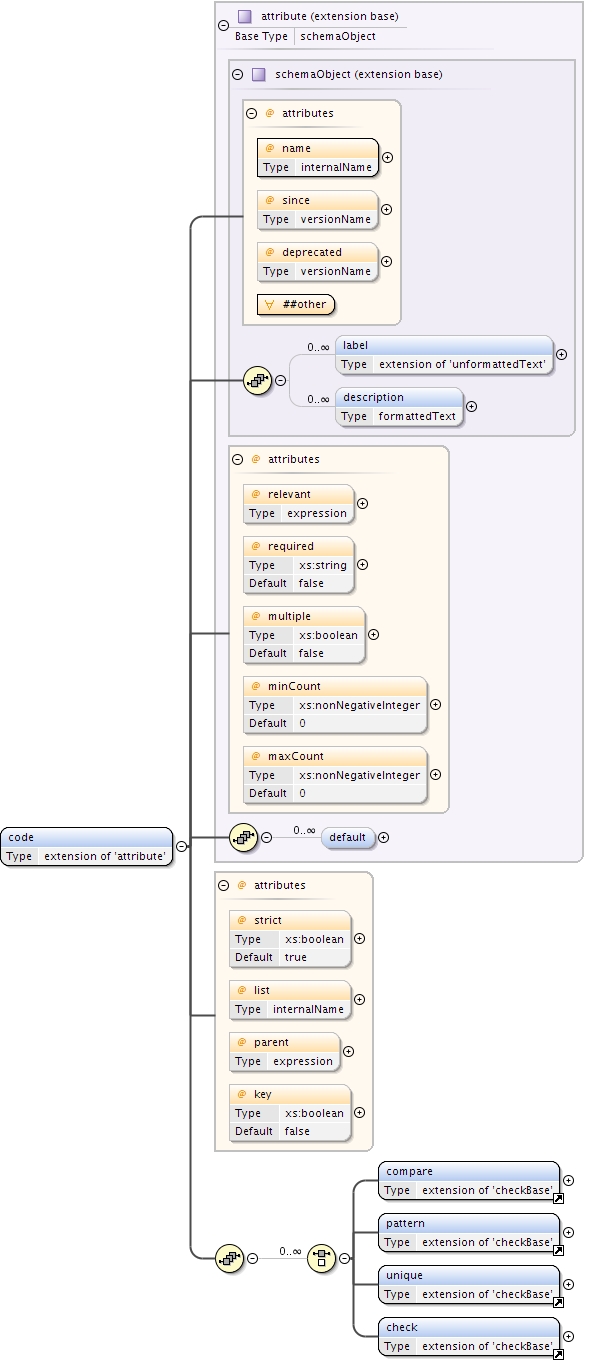 attribute (extension base)
Base Type schemaObject
schemaObject (extension base)
@ attributes
@ name
Type internalName
@ since
Type versionName
@ deprecated
Type versionName
∀ ##other
0..∞ label
Type extension of 'unformattedText'
0..∞ description
Type formattedText
@ attributes
@ relevant
Type expression
@ required
Type xs:string
Default false
@ multiple
Type xs:boolean
Default false
@ minCount
Type xs:nonNegativeInteger
Default 0
@ maxCount
Type xs:nonNegativeInteger
Default 0
0..∞ default
code
Type extension of 'attribute'
@ attributes
@ strict
Type xs:boolean
Default true
@ list
Type internalName
@ parent
Type expression
@ key
Type xs:boolean
Default false
0..∞
compare
Type extension of 'checkBase'
pattern
Type extension of 'checkBase'
unique
Type extension of 'checkBase'
check
Type extension of 'checkBase'